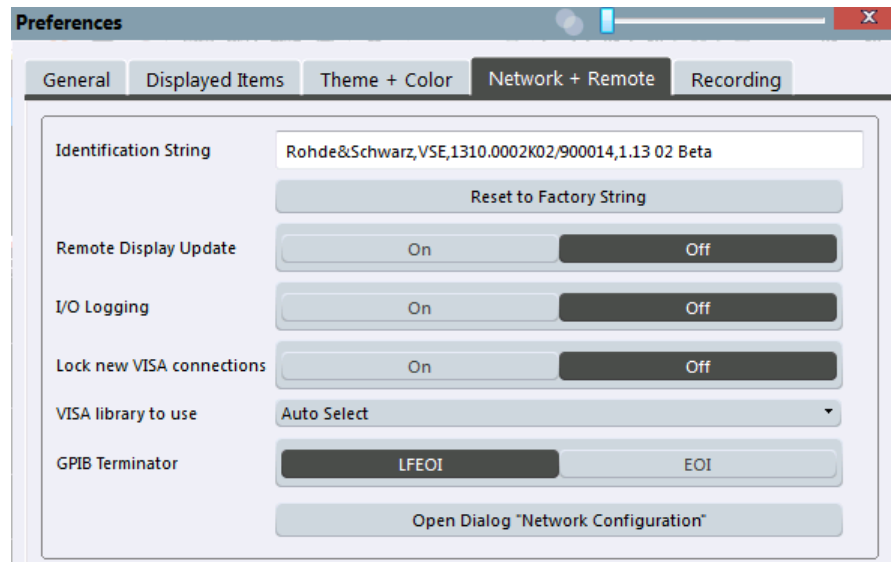 Preferences
General Displayed Items Theme + Color Network + Remote Recording
Identification String Rohde&Schwarz,VSE,1310.0002K02/900014,1.13 02 Beta
Reset to Factory String
Remote Display Update On Off
I/O Logging On Off
Lock new VISA connections On Off
VISA library to use Auto Select
GPIB Terminator LFEOI EOI
Open Dialog "Network Configuration"